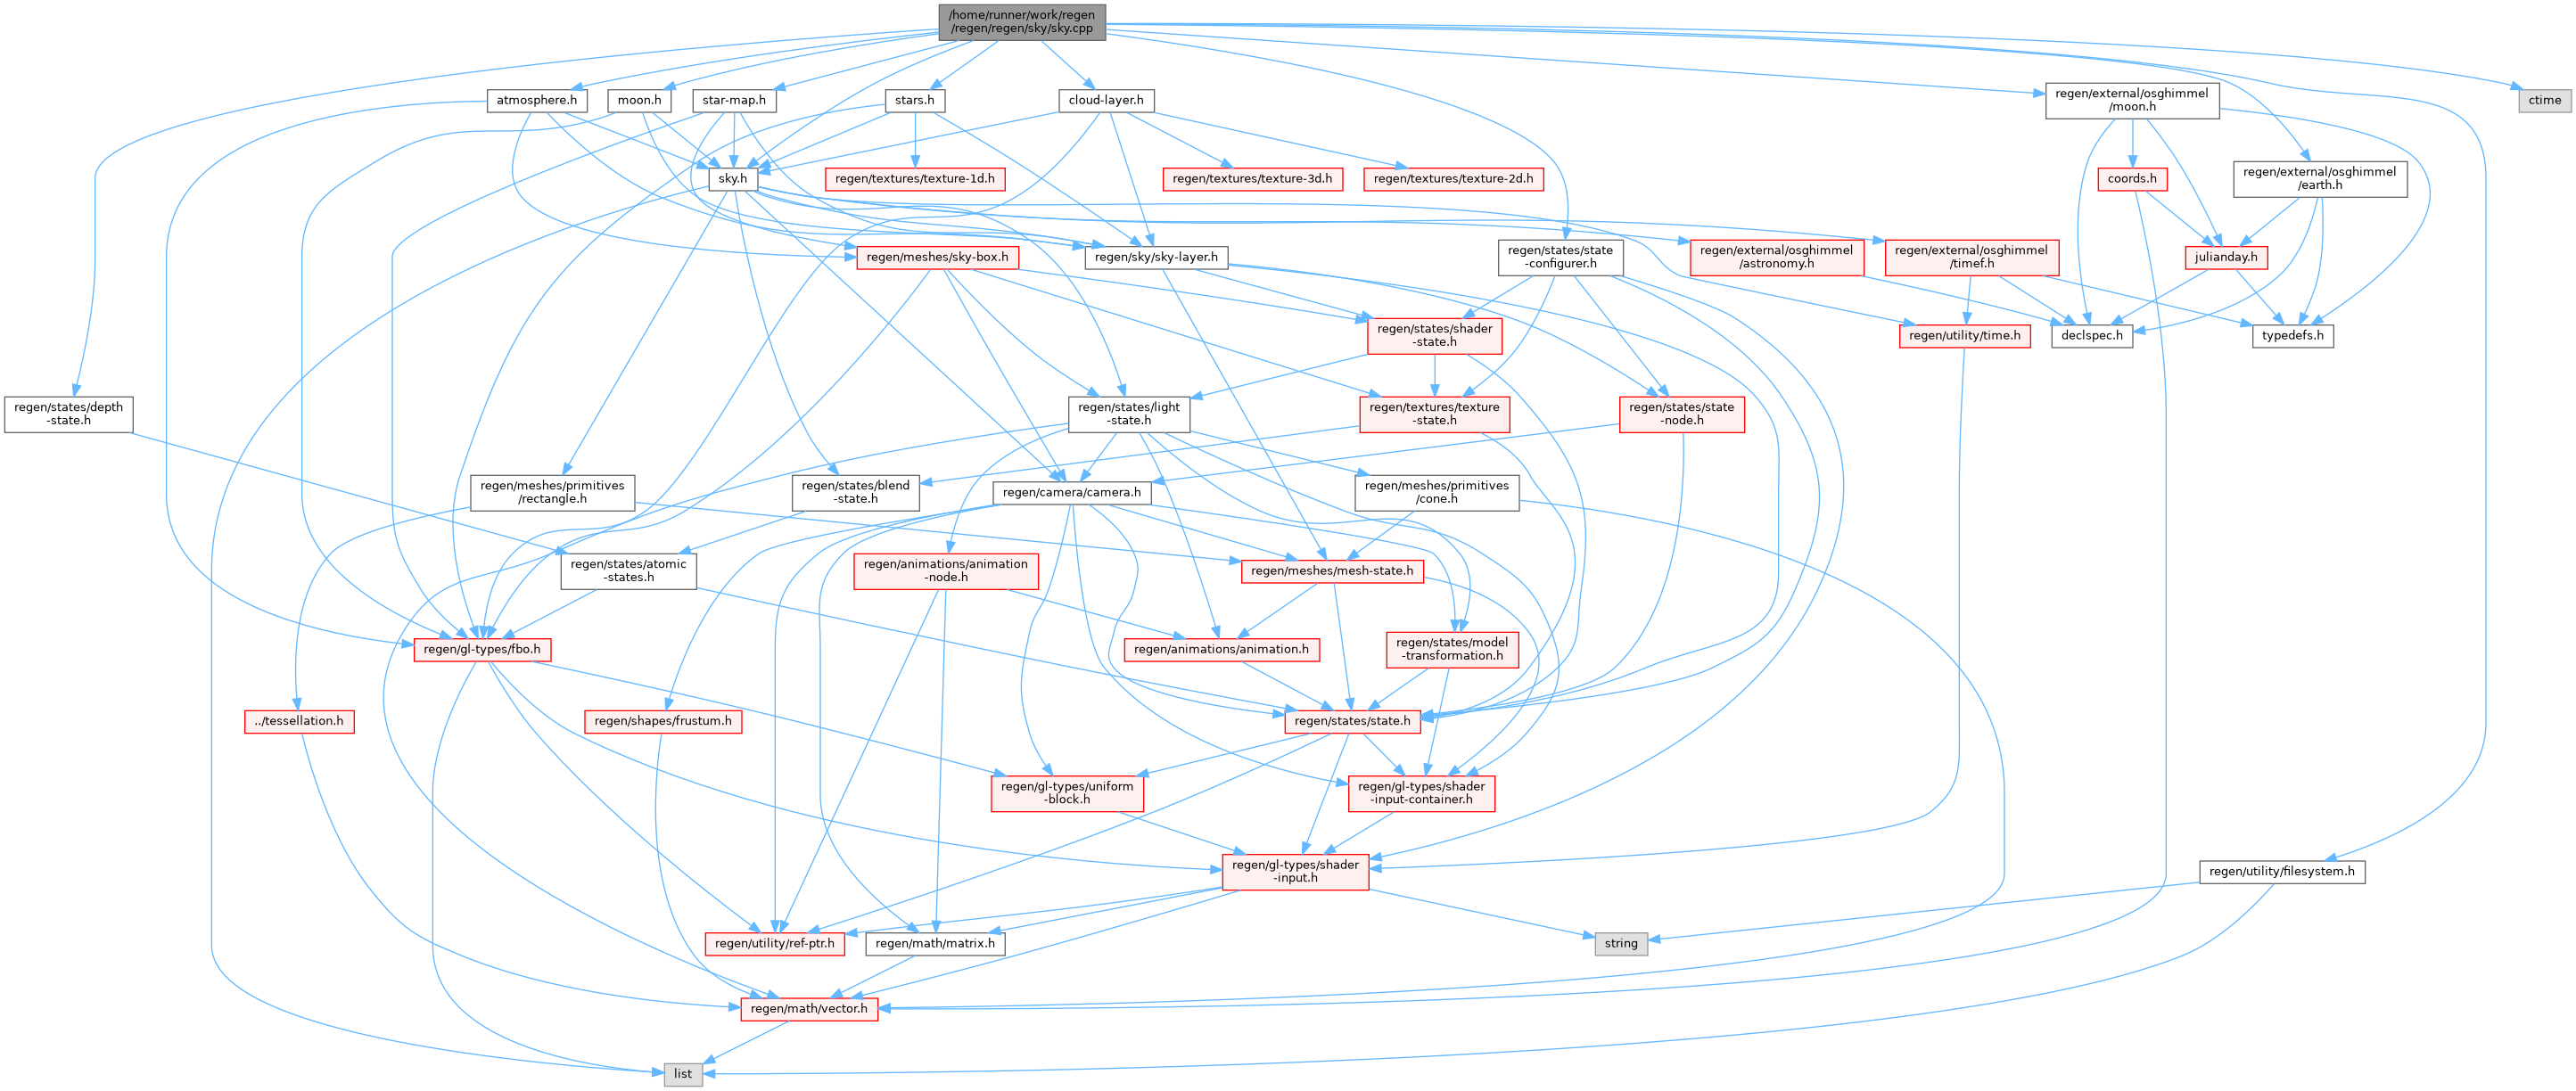 /home/runner/work/regen
/regen/regen/sky/sky.cpp
atmosphere.h
moon.h
star-map.h
stars.h
cloud-layer.h
regen/external/osghimmel
/moon.h
ctime
sky.h
regen/textures/texture-1d.h
regen/textures/texture-3d.h
regen/textures/texture-2d.h
coords.h
regen/external/osghimmel
/earth.h
regen/meshes/sky-box.h
regen/sky/sky-layer.h
regen/states/state
-configurer.h
regen/external/osghimmel
/astronomy.h
regen/external/osghimmel
/timef.h
julianday.h
regen/states/shader
-state.h
regen/utility/time.h
declspec.h
typedefs.h
regen/states/depth
-state.h
regen/states/light
-state.h
regen/textures/texture
-state.h
regen/states/state
-node.h
regen/meshes/primitives
/rectangle.h
regen/states/blend
-state.h
regen/camera/camera.h
regen/meshes/primitives
/cone.h
regen/states/atomic
-states.h
regen/animations/animation
-node.h
regen/meshes/mesh-state.h
regen/gl-types/fbo.h
regen/animations/animation.h
regen/states/model
-transformation.h
../tessellation.h
regen/shapes/frustum.h
regen/states/state.h
regen/gl-types/uniform
-block.h
regen/gl-types/shader
-input-container.h
regen/gl-types/shader
-input.h
regen/utility/filesystem.h
regen/utility/ref-ptr.h
regen/math/matrix.h
string
regen/math/vector.h
list